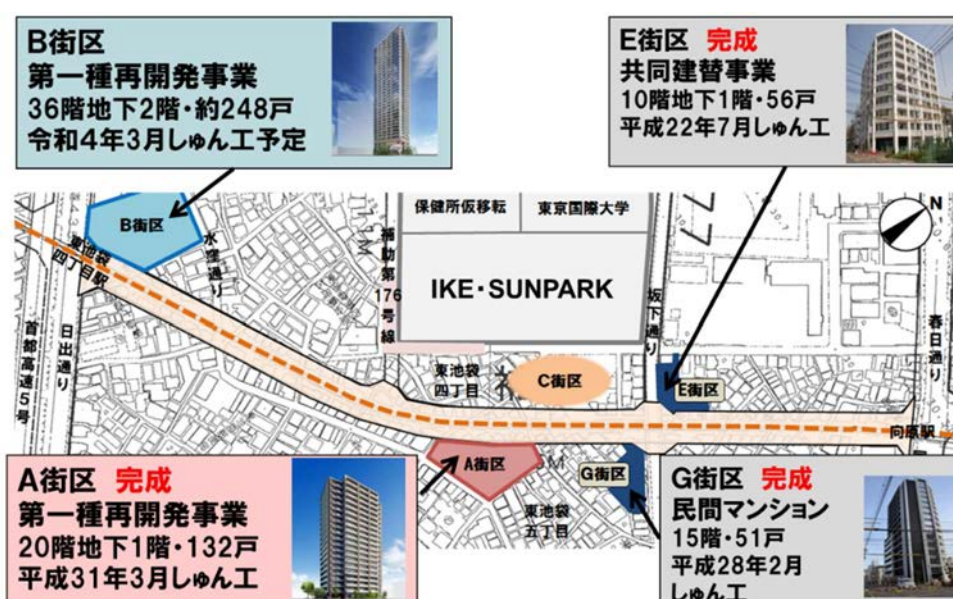 B街区
第一種再開発事業
36階地下2階・約248戸
令和4年3月しゅん工予定
E街区 完成
共同建替事業
10階地下1階・56戸
平成22年7月しゅん工
保健所仮移転
東京国際大学
IKE・SUNPARK
B街区
東池袋
四丁目駅
水窪通り
補助第176号線
坂下通り
N
首都高速5号
日出通り
春日通り
東池袋
四丁目
C街区
E街区
向原駅
A街区
G街区
東池袋
五丁目
A街区 完成
第一種再開発事業
20階地下1階・132戸
平成31年3月しゅん工
G街区 完成
民間マンション
15階・51戸
平成28年2月
しゅん工